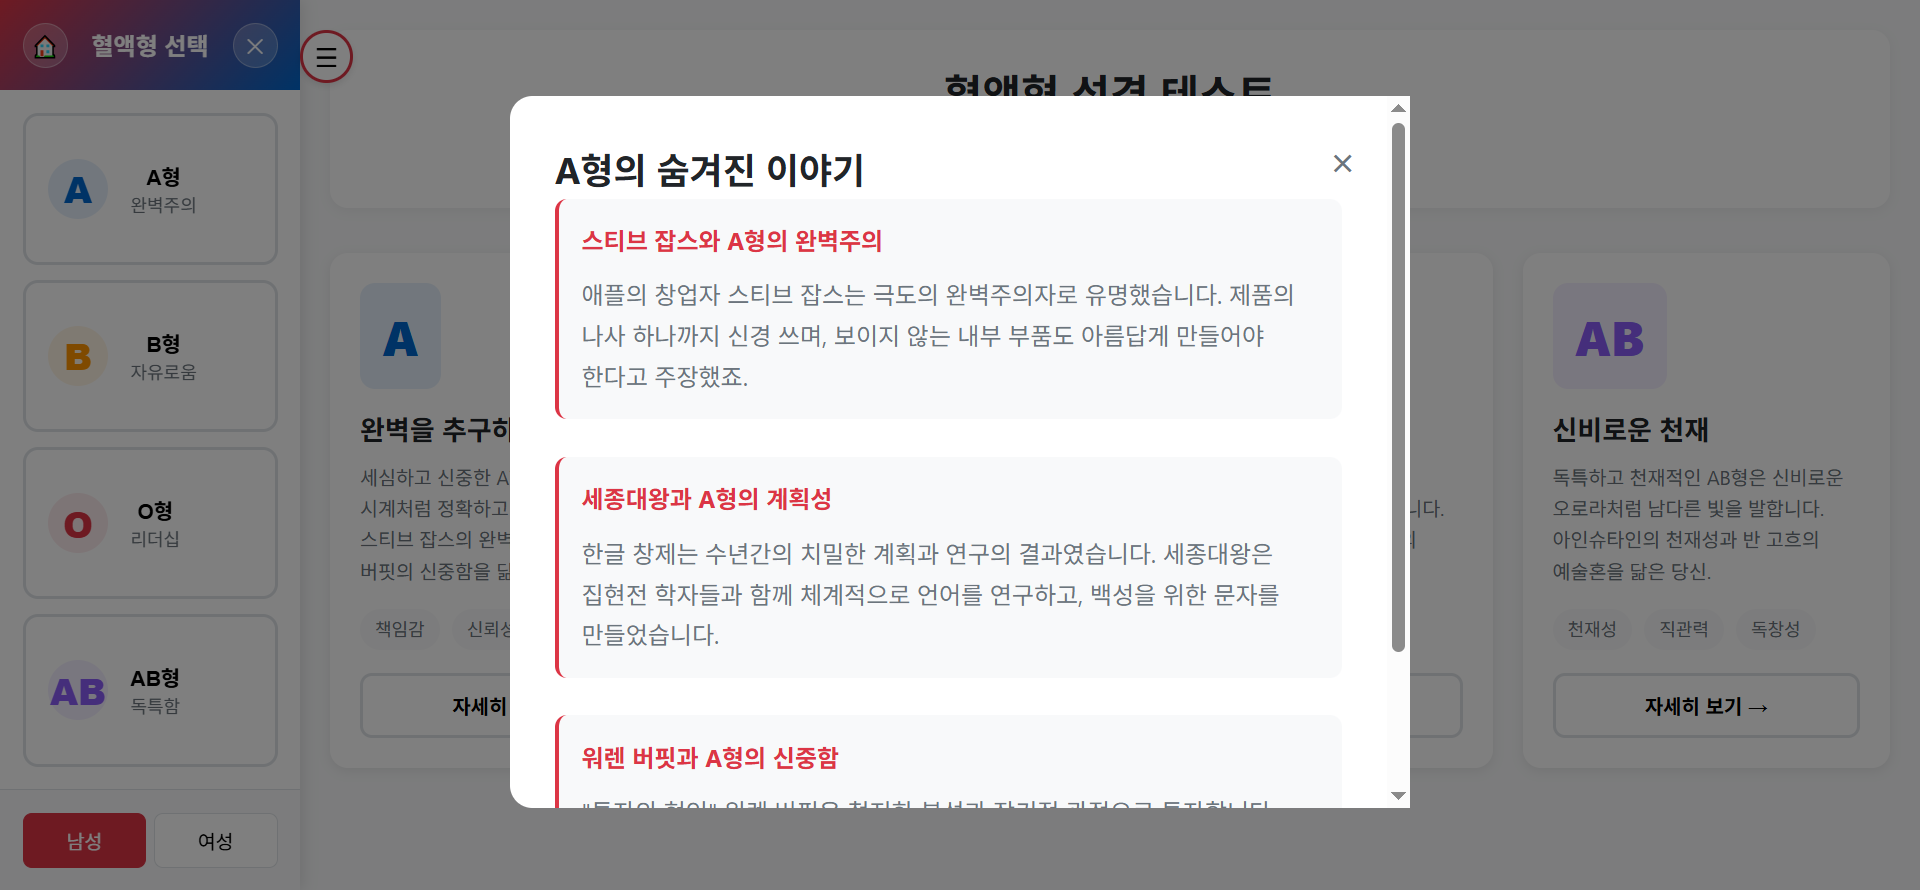 혈액형 선택
A
A형
완벽주의
B
B형
자유로움
O
O형
리더십
AB
AB형
독특함
남성
여성
혈액형 성격 테스트
A형의 숨겨진 이야기
스티브 잡스와 A형의 완벽주의
애플의 창업자 스티브 잡스는 극도의 완벽주의자로 유명했습니다. 제품의
나사 하나까지 신경 쓰며, 보이지 않는 내부 부품도 아름답게 만들어야
한다고 주장했죠.
세종대왕과 A형의 계획성
한글 창제는 수년간의 치밀한 계획과 연구의 결과였습니다. 세종대왕은
집현전 학자들과 함께 체계적으로 언어를 연구하고, 백성을 위한 문자를
만들었습니다.
워렌 버핏과 A형의 신중함
A
완벽을 추구하
세심하고 신중한 A
시계처럼 정확하고
스티브 잡스의 완벽
버핏의 신중함을 닮
책임감
신뢰성
자세히
니다.
AB
신비로운 천재
독특하고 천재적인 AB형은 신비로운
오로라처럼 남다른 빛을 발합니다.
아인슈타인의 천재성과 반 고흐의
예술혼을 닮은 당신.
천재성
직관력
독창성
자세히 보기 →